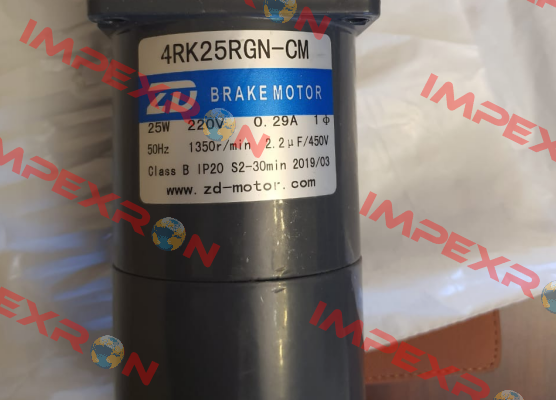 4RK25RGN-CM
ZD BRAKE MOTOR
25W 220V 0.29A 1Φ
50Hz 1350r/min 2.2μF/450V
Class B IP20 S2-30min 2019/03
www.zd-motor.com
IMPEXRON
IMPEXRON
IMPEXRON
IMPEXRON
IMPEXRON